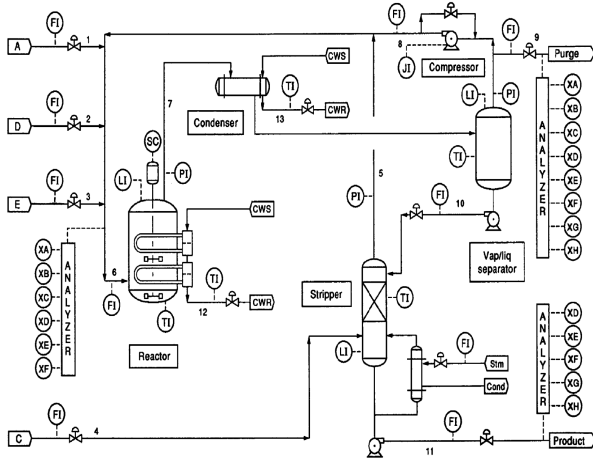 FI
FI
9
A
1
8
Purge
CWS
JI
Compressor
LI
PI
XA
7
TI
XB
Condenser
13
CWR
FI
XC
D
2
SC
A N A L Y Z E R
XD
TI
XE
LI
PI
5
XF
FI
PI
FI
XG
E
3
10
XH
CWS
Vap/liq
separator
XA
XB
A N A L Y Z E R
XC
6
TI
Stripper
TI
XD
FI
12
CWR
XD
XE
TI
A N A L Y Z E R
XE
XF
Reactor
LI
FI
XF
Stm
XG
Cond
XH
FI
C
4
FI
Product
11
FI